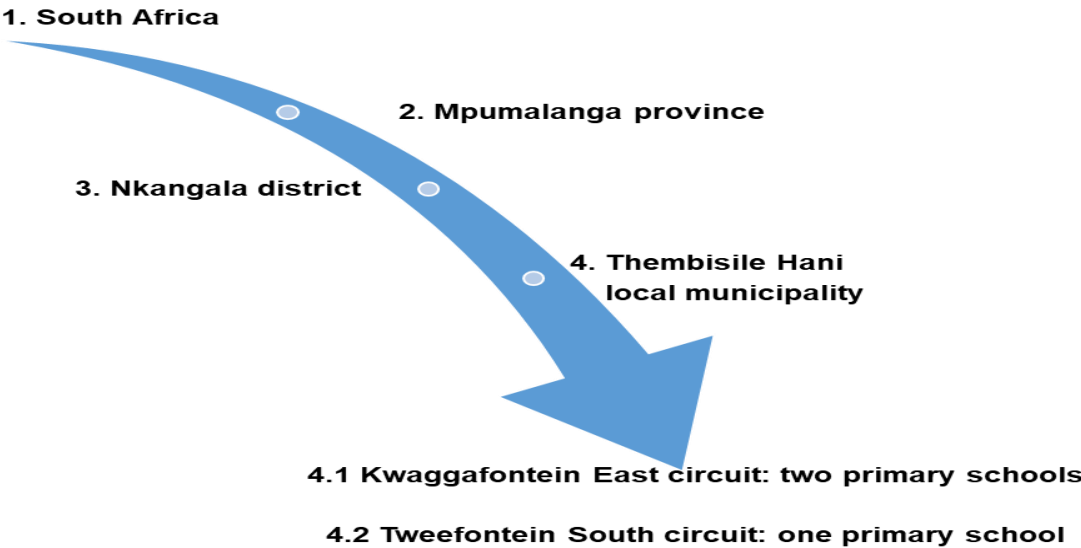 1. South Africa
2. Mpumalanga province
3. Nkangala district
4. Thembisile Hani
local municipality
4.1 Kwaggafontein East circuit: two primary schools
4.2 Tweefontein South circuit: one primary school